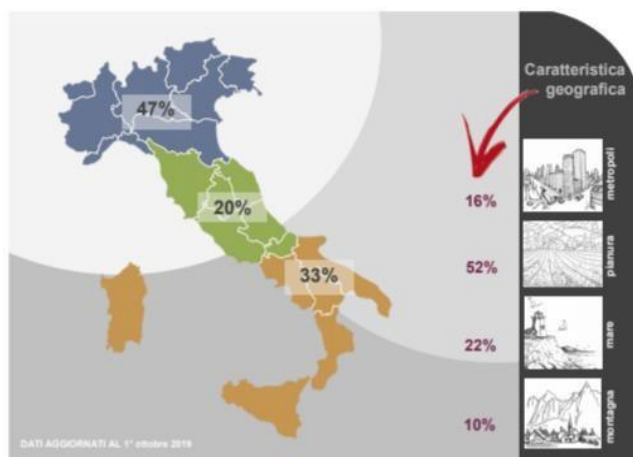 Caratteristica
geografica
47%
20%
33%
16%
metropoli
52%
pianura
22%
mare
10%
montagna
DATI AGGIORNATI AL 1° ottobre 2019